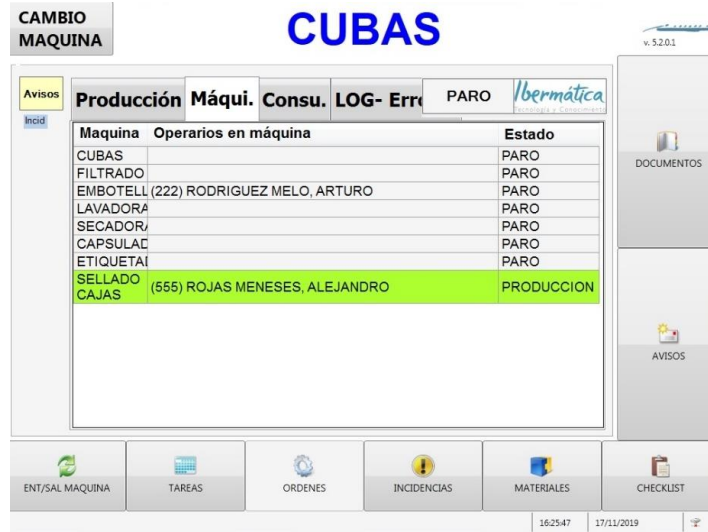 CAMBIO
MAQUINA
CUBAS
v. 5.2.0.1
Avisos
Incid
Producción Máqui. Consu. LOG- Erro PARO Ibermática
Tecnología y Conocimiento
Maquina Operarios en máquina Estado
CUBAS PARO
FILTRADO PARO
EMBOTELL (222) RODRIGUEZ MELO, ARTURO PARO
LAVADORA PARO
SECADORA PARO
CAPSULAD PARO
ETIQUETAI PARO
SELLADO
CAJAS (555) ROJAS MENESES, ALEJANDRO PRODUCCION
DOCUMENTOS
AVISOS
ENT/SAL MAQUINA TAREAS ORDENES INCIDENCIAS MATERIALES CHECKLIST
16:25:47 17/11/2019